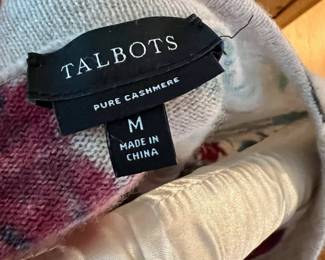 TALBOTS
PURE CASHMERE
M
MADE IN
CHINA